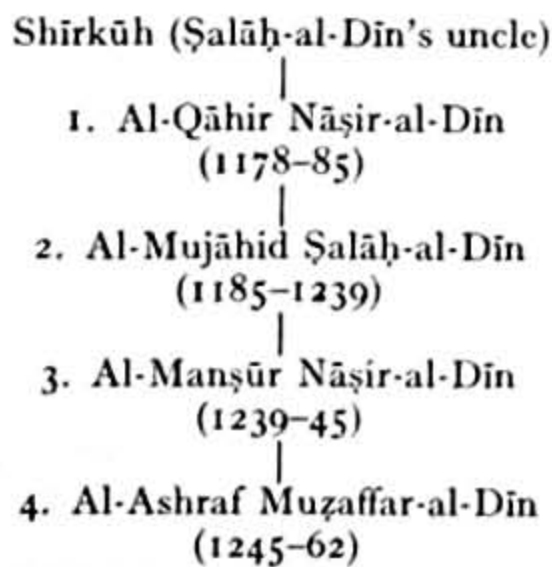 Shīrkūh (Ṣalāḥ-al-Dīn's uncle)
1. Al-Qāhir Nāṣir-al-Dīn
(1178–85)
2. Al-Mujāhid Ṣalāḥ-al-Dīn
(1185–1239)
3. Al-Manṣūr Nāṣir-al-Dīn
(1239–45)
4. Al-Ashraf Muẓaffar-al-Dīn
(1245–62)